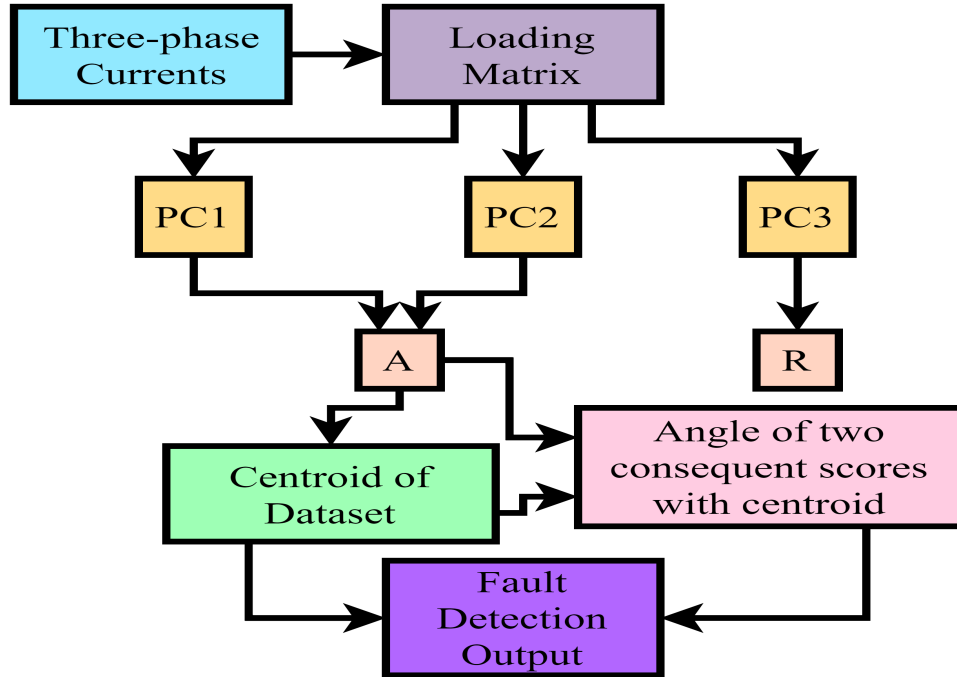 Three-phase
Currents
Loading
Matrix
PC1
PC2
PC3
A
R
Centroid of
Dataset
Angle of two
consequent scores
with centroid
Fault
Detection
Output